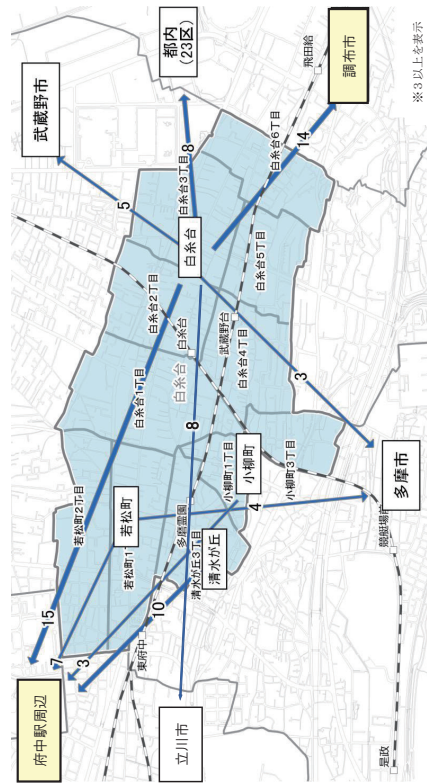 武蔵野市
都内
(23区)
5
8
白糸台3丁目
飛田給
白糸台6丁目
調布市
14
白糸台
白糸台5丁目
白糸台2丁目
白糸台
白糸台
武蔵野台
白糸台4丁目
白糸台1丁目
8
3
多摩市
若松町2丁目
若松町
若松町1丁
小柳町1丁目
小柳町
小柳町3丁目
4
競艇場前
多磨霊園
清水が丘3丁目
清水が丘
15
7
3
10
東府中
府中駅周辺
立川市
是政
※3以上を表示